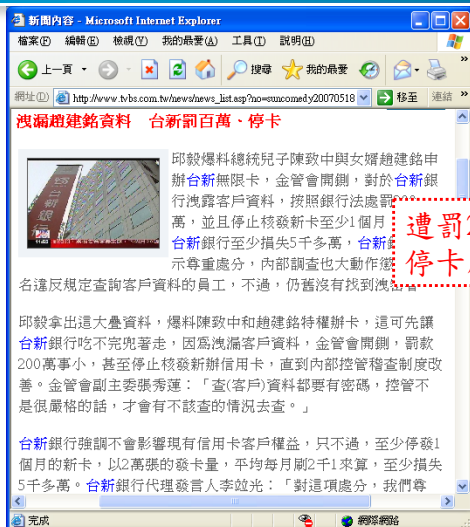 新聞內容 - Microsoft Internet Explorer
檔案(F) 編輯(E) 檢視(V) 我的最愛(A) 工具(T) 說明(H)
上一頁 搜尋 我的最愛
網址(D) http://www.tvbs.com.tw/news/news_list.asp?no=suncomedy20070518 移至 連結 »
洩漏趙建銘資料 台新罰百萬、停卡
邱毅爆料總統兒子陳致中與女婿趙建銘申
辦台新無限卡，金管會開鍘，對於台新銀
行洩露客戶資料，按照銀行法處罰
萬，並且停止核發新卡至少1個月
台新銀行至少損失5千多萬，台新
示尊重處分，內部調查也大動作懲
名違反規定查詢客戶資料的員工，不過，仍舊沒有找到洩密者
遭罰2
停卡
邱毅拿出這大疊資料，爆料陳致中和趙建銘特權辦卡，這可先讓
台新銀行吃不完兜著走，因為洩漏客戶資料，金管會開鍘，罰款
200萬事小，甚至停止核發新辦信用卡，直到內部控管稽查制度改
善。金管會副主委張秀蓮：「查(客戶)資料都要有密碼，控管不
是很嚴格的話，才會有不該查的情況去查。」
台新銀行強調不會影響現有信用卡客戶權益，只不過，至少停發1
個月的新卡，以2萬張的發卡量，平均每月刷2千1來算，至少損失
5千多萬。台新銀行代理發言人李竝光：「對這項處分，我們尊
完成 網際網路